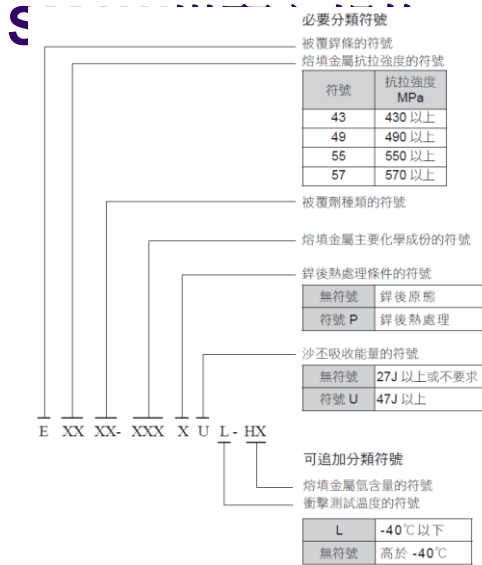 必要分類符號
被覆銲條的符號
熔填金屬抗拉強度的符號
符號 抗拉強度 MPa
43 430 以上
49 490 以上
55 550 以上
57 570 以上
被覆劑種類的符號
熔填金屬主要化學成份的符號
銲後熱處理條件的符號
無符號 銲後原態
符號 P 銲後熱處理
沙丕吸收能量的符號
無符號 27J 以上或不要求
符號 U 47J 以上
E XX XX- XXX X U L - HX
可追加分類符號
熔填金屬氫含量的符號
衝擊測試溫度的符號
L -40℃以下
無符號 高於 -40℃